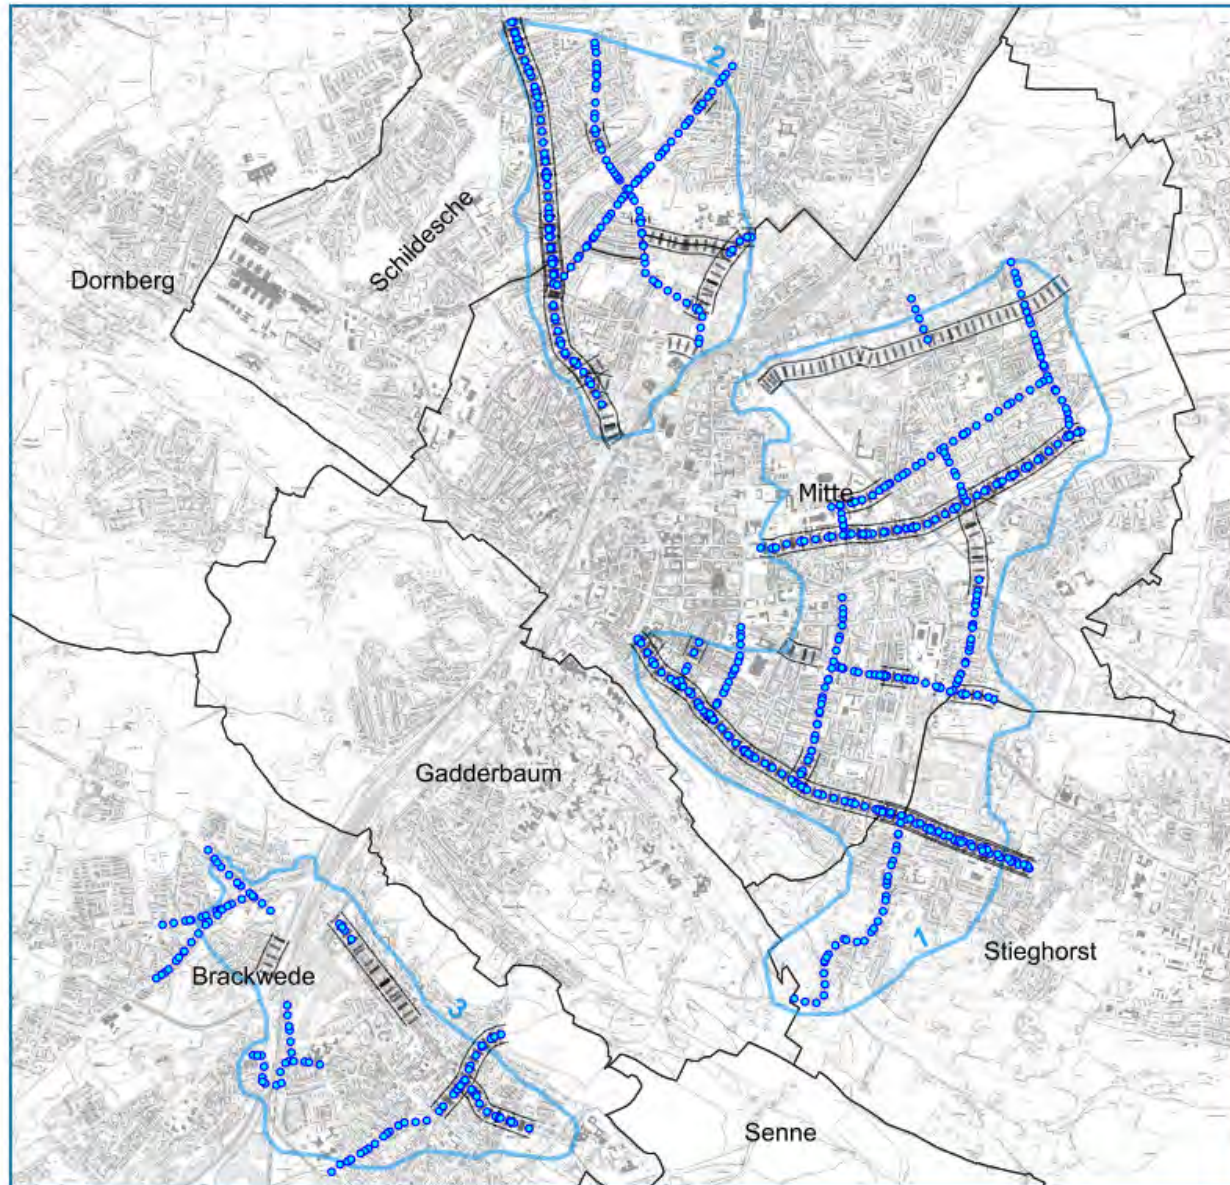 2
Schildesche
Dornberg
Mitte
Gadderbaum
1
Stieghorst
Brackwede
3
Senne